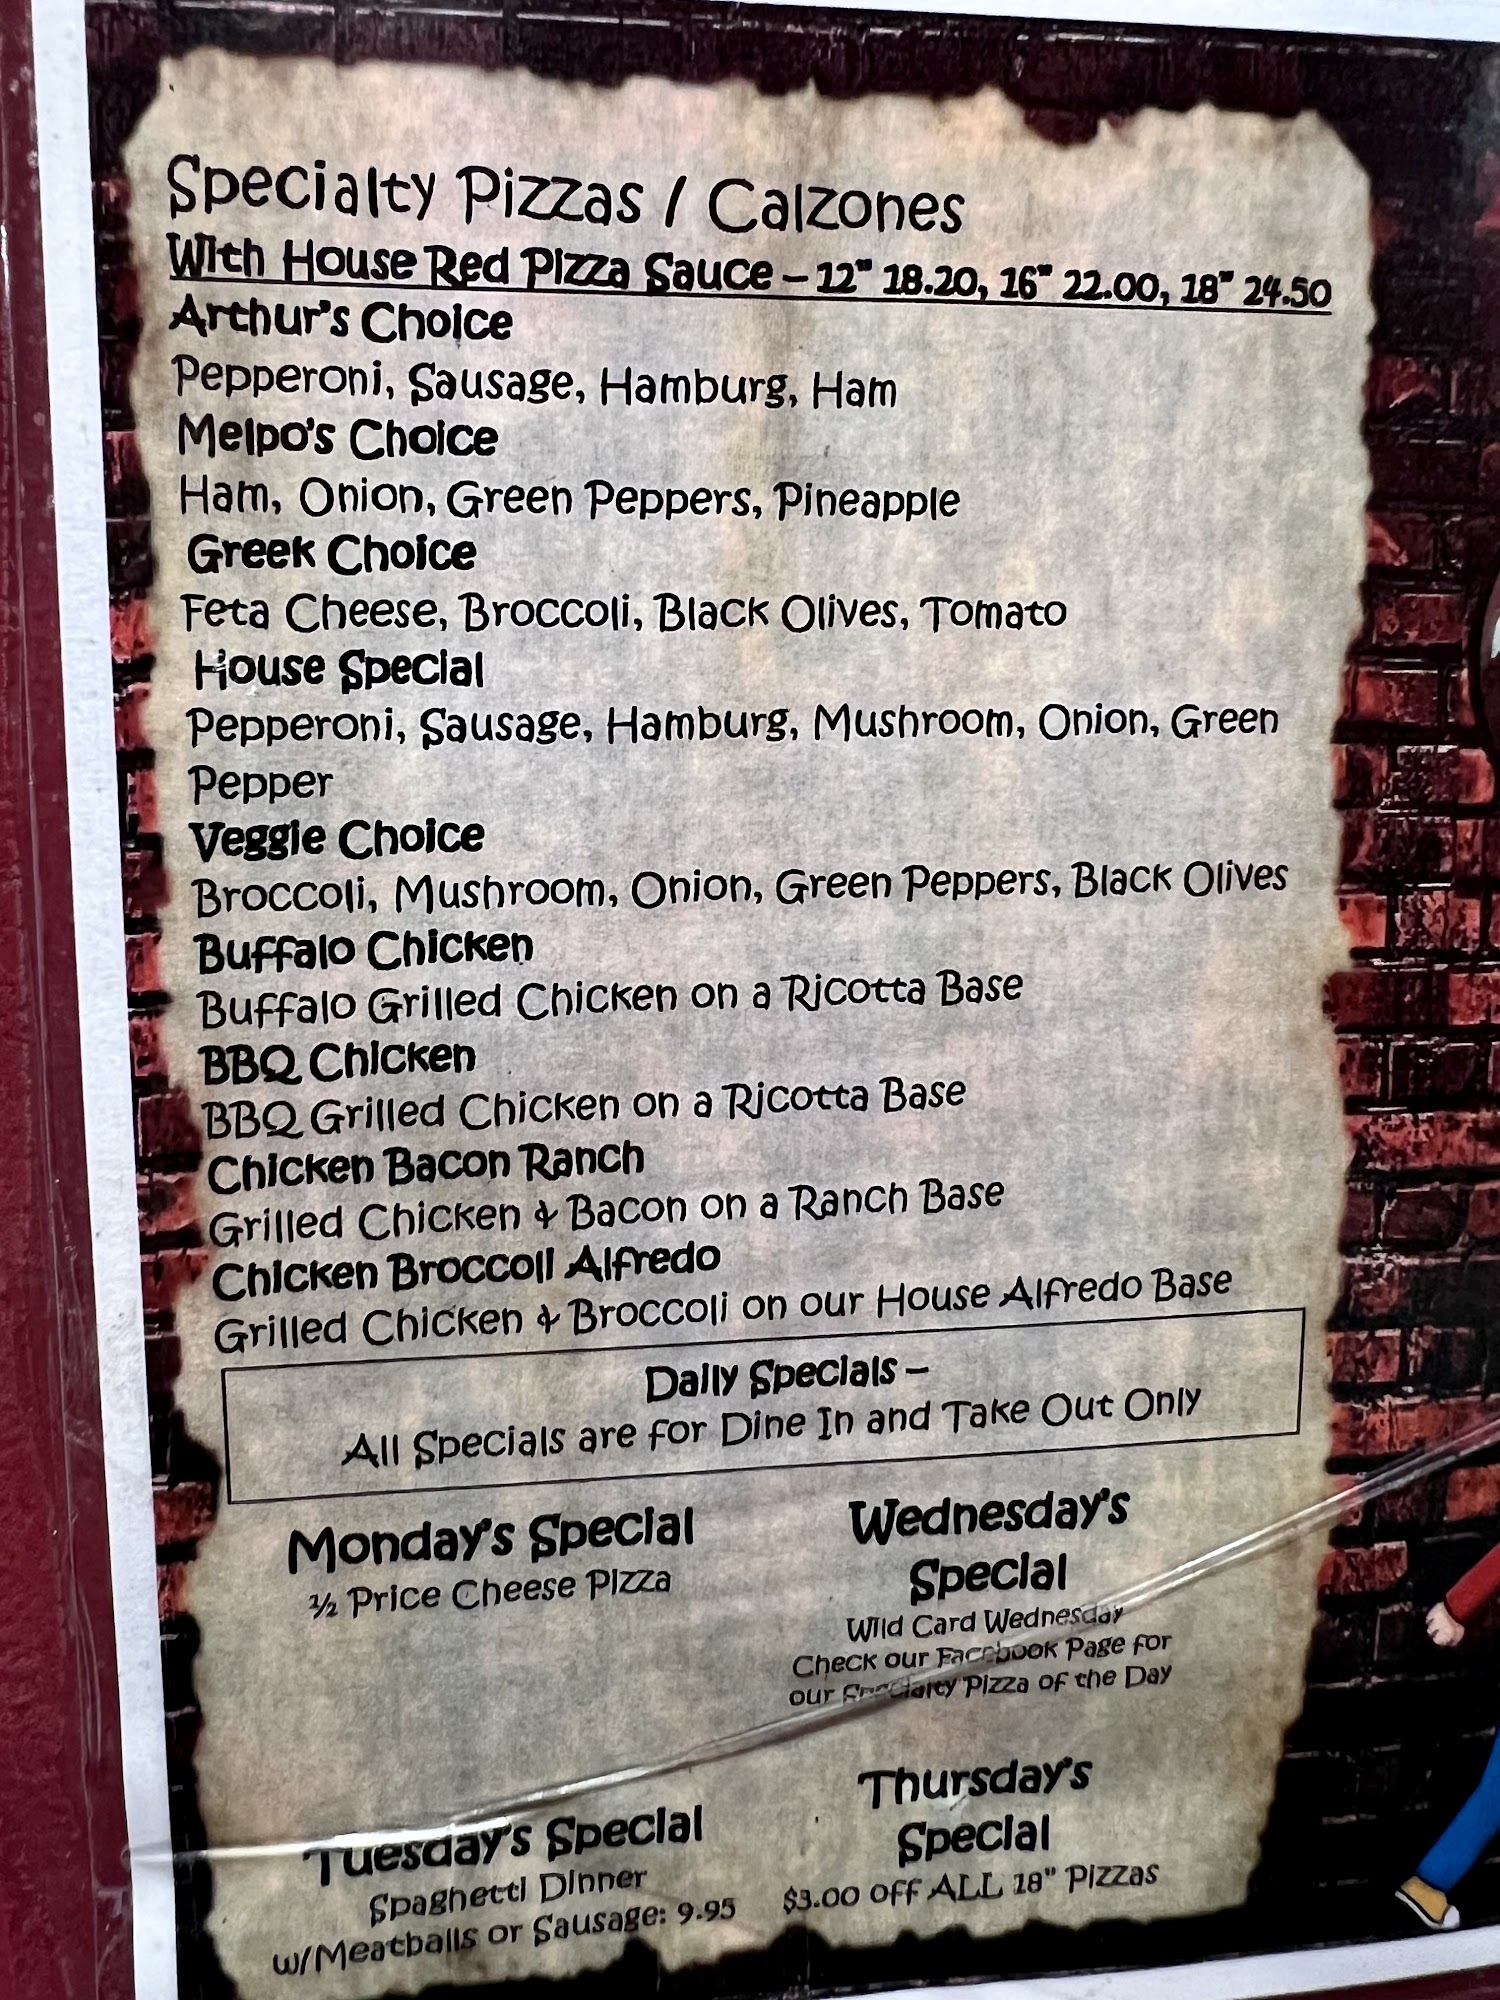 Specialty Pizzas / Calzones
With House Red Pizza Sauce – 12" 18.20, 16" 22.00, 18" 24.50
Arthur's Choice
Pepperoni, Sausage, Hamburg, Ham
Melpo's Choice
Ham, Onion, Green Peppers, Pineapple
Greek Choice
Feta Cheese, Broccoli, Black Olives, Tomato
House Special
Pepperoni, Sausage, Hamburg, Mushroom, Onion, Green
Pepper
Veggie Choice
Broccoli, Mushroom, Onion, Green Peppers, Black Olives
Buffalo Chicken
Buffalo Grilled Chicken on a Ricotta Base
BBQ Chicken
BBQ Grilled Chicken on a Ricotta Base
Chicken Bacon Ranch
Grilled Chicken & Bacon on a Ranch Base
Chicken Broccoli Alfredo
Grilled Chicken & Broccoli on our House Alfredo Base
Daily Specials –
All Specials are for Dine In and Take Out Only
Monday's Special
½ Price Cheese Pizza
Tuesday's Special
Spaghetti Dinner
w/Meatballs or Sausage: 9.95
Wednesday's
Special
Wild Card Wednesday
Check our Facebook Page for
our Specialty Pizza of the Day
Thursday's
Special
$3.00 off ALL 18" Pizzas